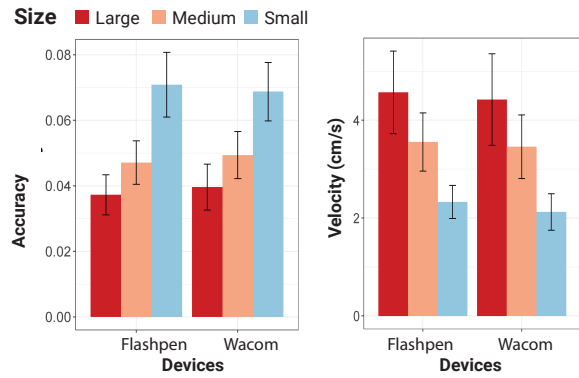 Size Large Medium Small
Accuracy
0.08
0.06
0.04
0.02
0.00
Flashpen Wacom
Devices
Velocity (cm/s)
4
2
0
Flashpen Wacom
Devices